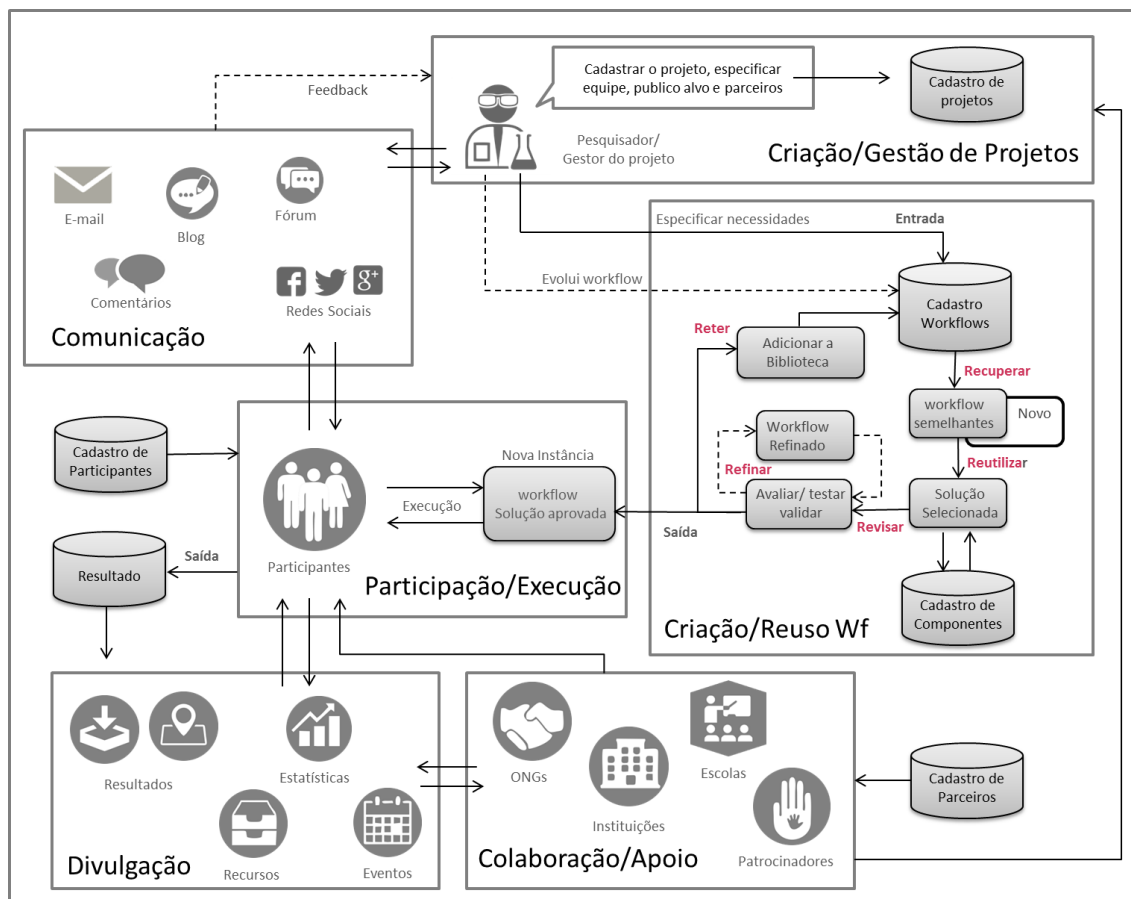 Feedback
Cadastrar o projeto, especificar
equipe, publico alvo e parceiros
Cadastro de
projetos
Pesquisador/
Gestor do projeto
Criação/Gestão de Projetos
E-mail
Blog
Fórum
Comentários
Redes Sociais
g+
Comunicação
Especificar necessidades
Entrada
Evolui workflow
Cadastro
Workflows
Reter
Adicionar a
Biblioteca
Recuperar
workflow
semelhantes
Novo
Workflow
Refinado
Reutilizar
Refinar
Avaliar/ testar
validar
Solução
Selecionada
Revisar
Saída
Cadastro de
Componentes
Criação/Reuso Wf
Cadastro de
Participantes
Nova Instância
workflow
Solução aprovada
Execução
Participantes
Participação/Execução
Saída
Resultado
Resultados
Estatísticas
Recursos
Eventos
Divulgação
ONGs
Instituições
Escolas
Patrocinadores
Colaboração/Apoio
Cadastro de
Parceiros